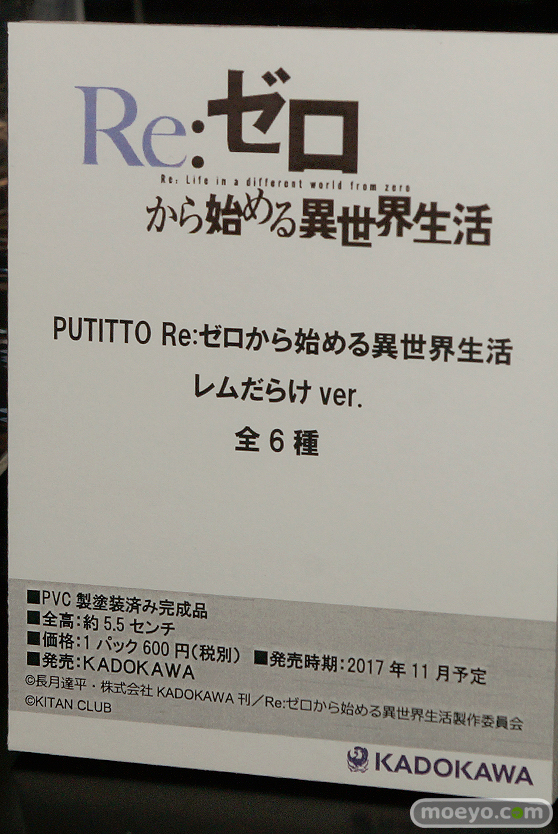 Re:ゼロ
Re: Life in a different world from zero
から始める異世界生活
PUTITTO Re:ゼロから始める異世界生活
レムだらけ ver.
全 6 種
■PVC 製塗装済み完成品
■全高:約 5.5 センチ
■価格:1 パック 600 円(税別) ■発売時期:2017 年 11 月予定
■発売:KADOKAWA
©長月達平・株式会社 KADOKAWA 刊／Re:ゼロから始める異世界生活製作委員会
©KITAN CLUB
KADOKAWA
moeyo.com